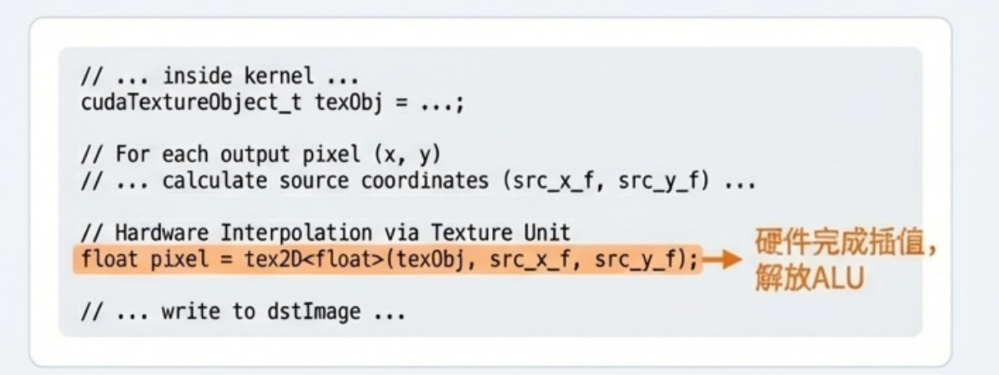 // ... inside kernel ...
cudaTextureObject_t texObj = ...;
// For each output pixel (x, y)
// ... calculate source coordinates (src_x_f, src_y_f) ...
// Hardware Interpolation via Texture Unit
float pixel = tex2D<float>(texObj, src_x_f, src_y_f);
硬件完成插值，
解放ALU
// ... write to dstImage ...